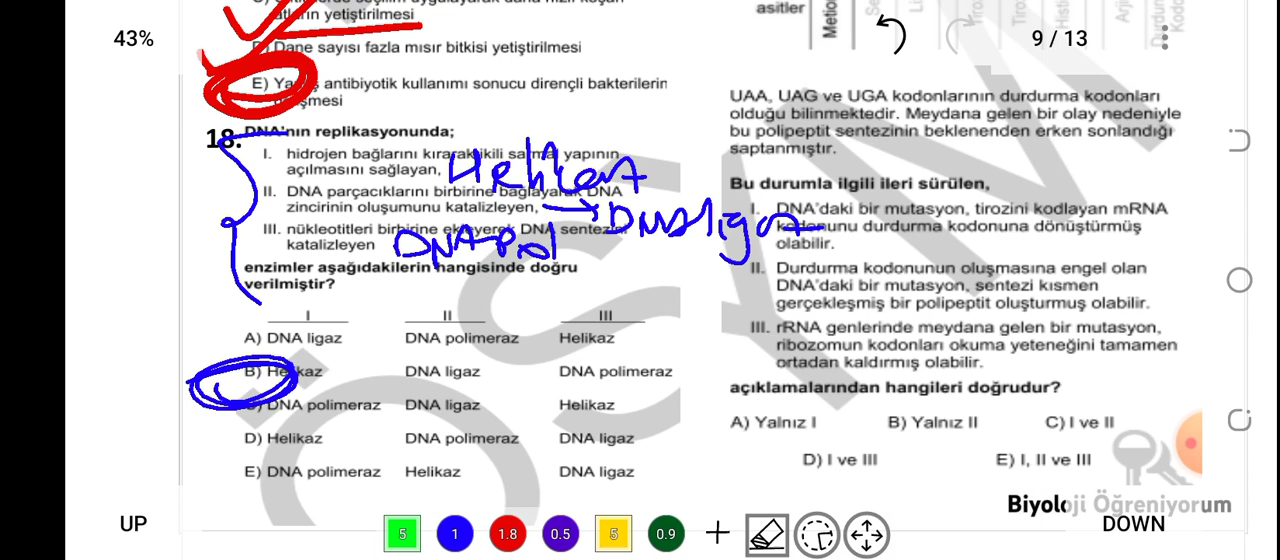 43%
atların yetiştirilmesi
Dane sayısı fazla mısır bitkisi yetiştirilmesi
E) antibiyotik kullanımı sonucu dirençli bakterilerin
18. DNA'nın replikasyonunda;
I. hidrojen bağlarını kırarak ikili sarmal yapının
açılmasını sağlayan,
II. DNA parçacıklarını birbirine bağlayarak DNA
zincirinin oluşumunu katalizleyen,
DNA ligaz
III. nükleotitleri birbirine ekleyerek DNA sentezini
katalizleyen
DNA pol
enzimler aşağıdakilerin hangisinde doğru
verilmiştir?
I II III
A) DNA ligaz DNA polimeraz Helikaz
B) Helikaz DNA ligaz DNA polimeraz
C) DNA polimeraz DNA ligaz Helikaz
D) Helikaz DNA polimeraz DNA ligaz
E) DNA polimeraz Helikaz DNA ligaz
asitler
9 / 13
UAA, UAG ve UGA kodonlarının durdurma kodonları
olduğu bilinmektedir. Meydana gelen bir olay nedeniyle
bu polipeptit sentezinin beklenenden erken sonlandığı
saptanmıştır.
Bu durumla ilgili ileri sürülen,
I. DNA'daki bir mutasyon, tirozini kodlayan mRNA
kodonunu durdurma kodonuna dönüştürmüş
olabilir.
II. Durdurma kodonunun oluşmasına engel olan
DNA'daki bir mutasyon, sentezi kısmen
gerçekleşmiş bir polipeptit oluşturmuş olabilir.
III. rRNA genlerinde meydana gelen bir mutasyon,
ribozomun kodonları okuma yeteneğini tamamen
ortadan kaldırmış olabilir.
açıklamalarından hangileri doğrudur?
A) Yalnız I B) Yalnız II C) I ve II
D) I ve III E) I, II ve III
Biyoloji Öğreniyorum
UP
5 1 1.8 0.5 5 0.9
DOWN